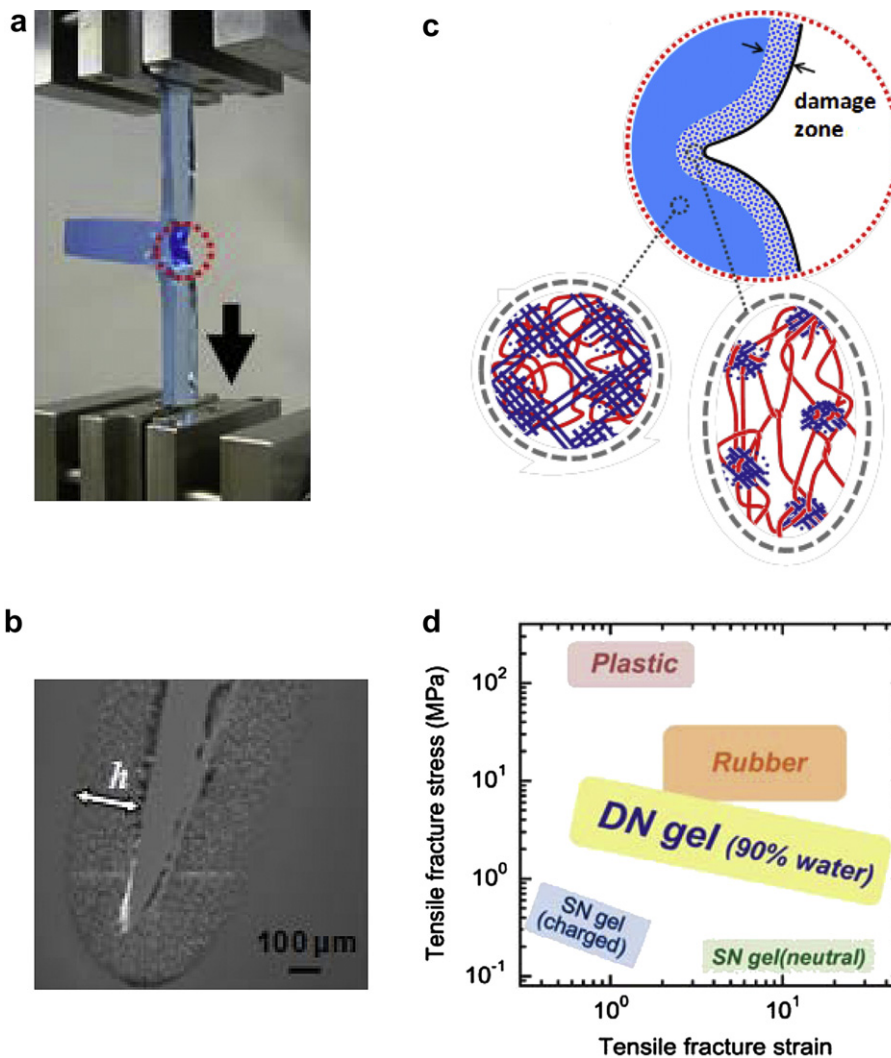 a
c
damage
zone
b
h
100 µm
d
Tensile fracture stress (MPa)
10²
10¹
10⁰
10⁻¹
Plastic
Rubber
DN gel (90% water)
SN gel
(charged)
SN gel(neutral)
10⁰
10¹
Tensile fracture strain